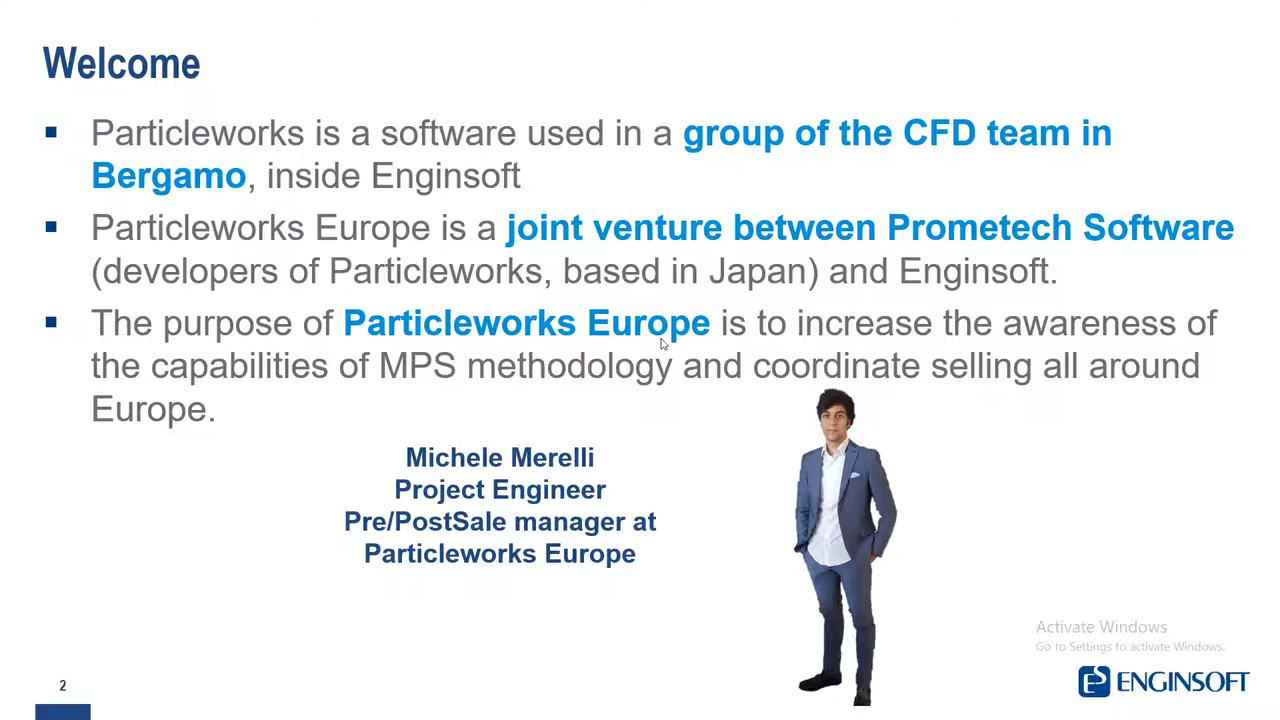 Welcome
Particleworks is a software used in a group of the CFD team in
Bergamo, inside Enginsoft
Particleworks Europe is a joint venture between Prometech Software
(developers of Particleworks, based in Japan) and Enginsoft.
The purpose of Particleworks Europe is to increase the awareness of
the capabilities of MPS methodology and coordinate selling all around
Europe.
Michele Merelli
Project Engineer
Pre/PostSale manager at
Particleworks Europe
Activate Windows
Go to Settings to activate Windows.
2
ENGINSOFT